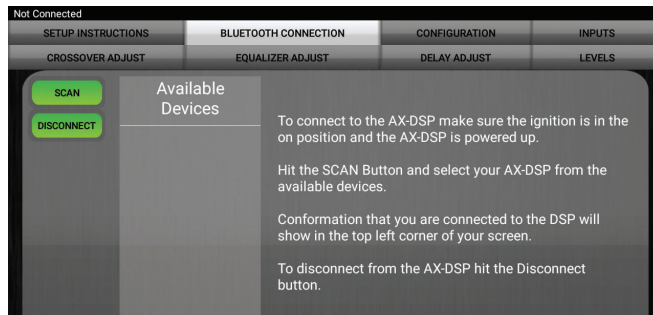 Not Connected
SETUP INSTRUCTIONS BLUETOOTH CONNECTION CONFIGURATION INPUTS
CROSSOVER ADJUST EQUALIZER ADJUST DELAY ADJUST LEVELS
SCAN
DISCONNECT
Available
Devices
To connect to the AX-DSP make sure the ignition is in the
on position and the AX-DSP is powered up.
Hit the SCAN Button and select your AX-DSP from the
available devices.
Conformation that you are connected to the DSP will
show in the top left corner of your screen.
To disconnect from the AX-DSP hit the Disconnect
button.